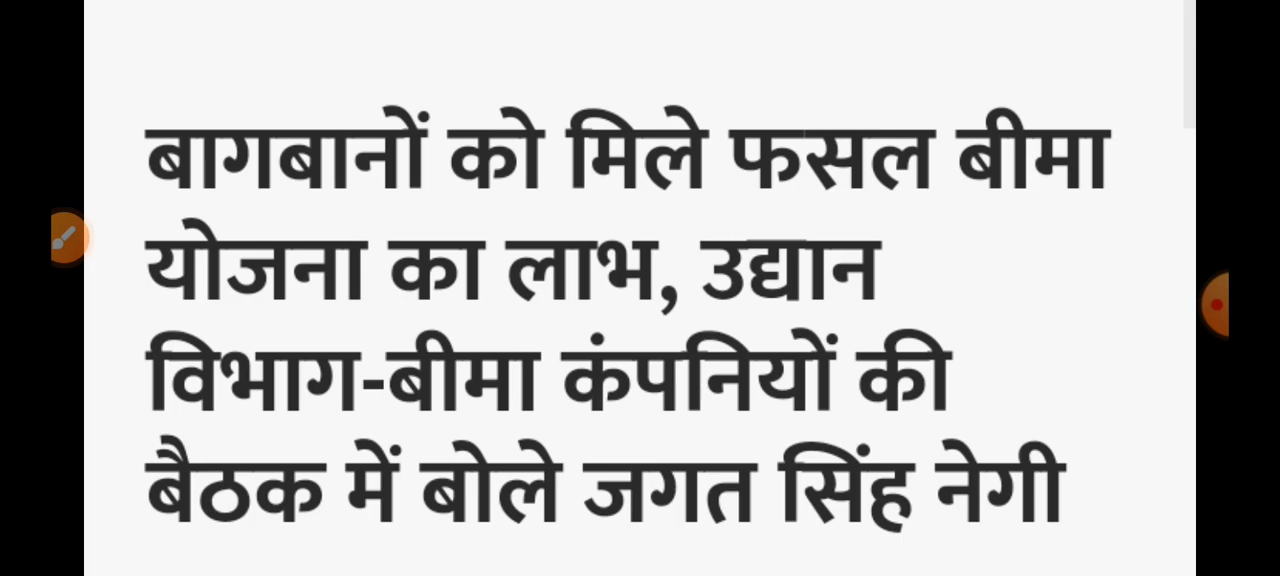 बागबानों को मिले फसल बीमा
योजना का लाभ, उद्यान
विभाग-बीमा कंपनियों की
बैठक में बोले जगत सिंह नेगी